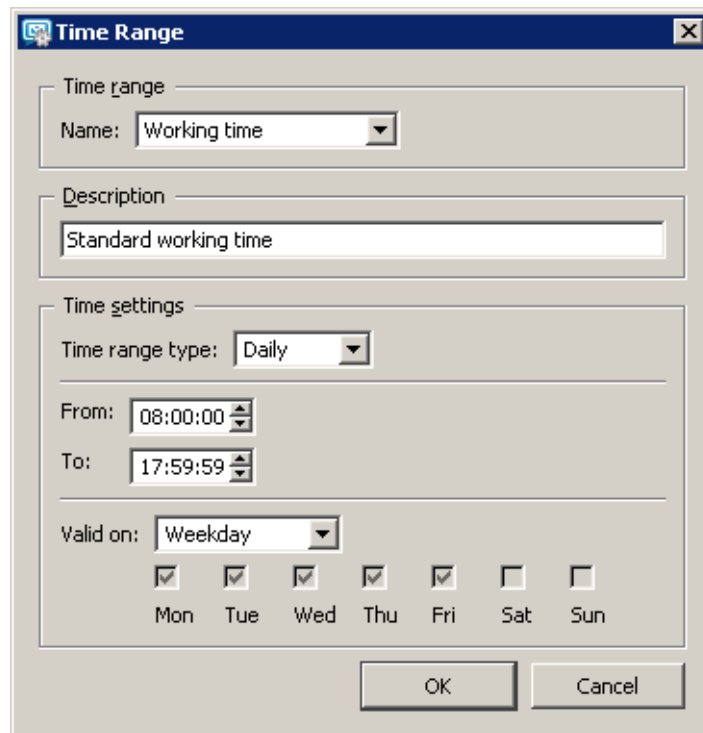 Time Range
Time range
Name: Working time
Description
Standard working time
Time settings
Time range type: Daily
From: 08:00:00
To: 17:59:59
Valid on: Weekday
Mon Tue Wed Thu Fri Sat Sun
OK Cancel